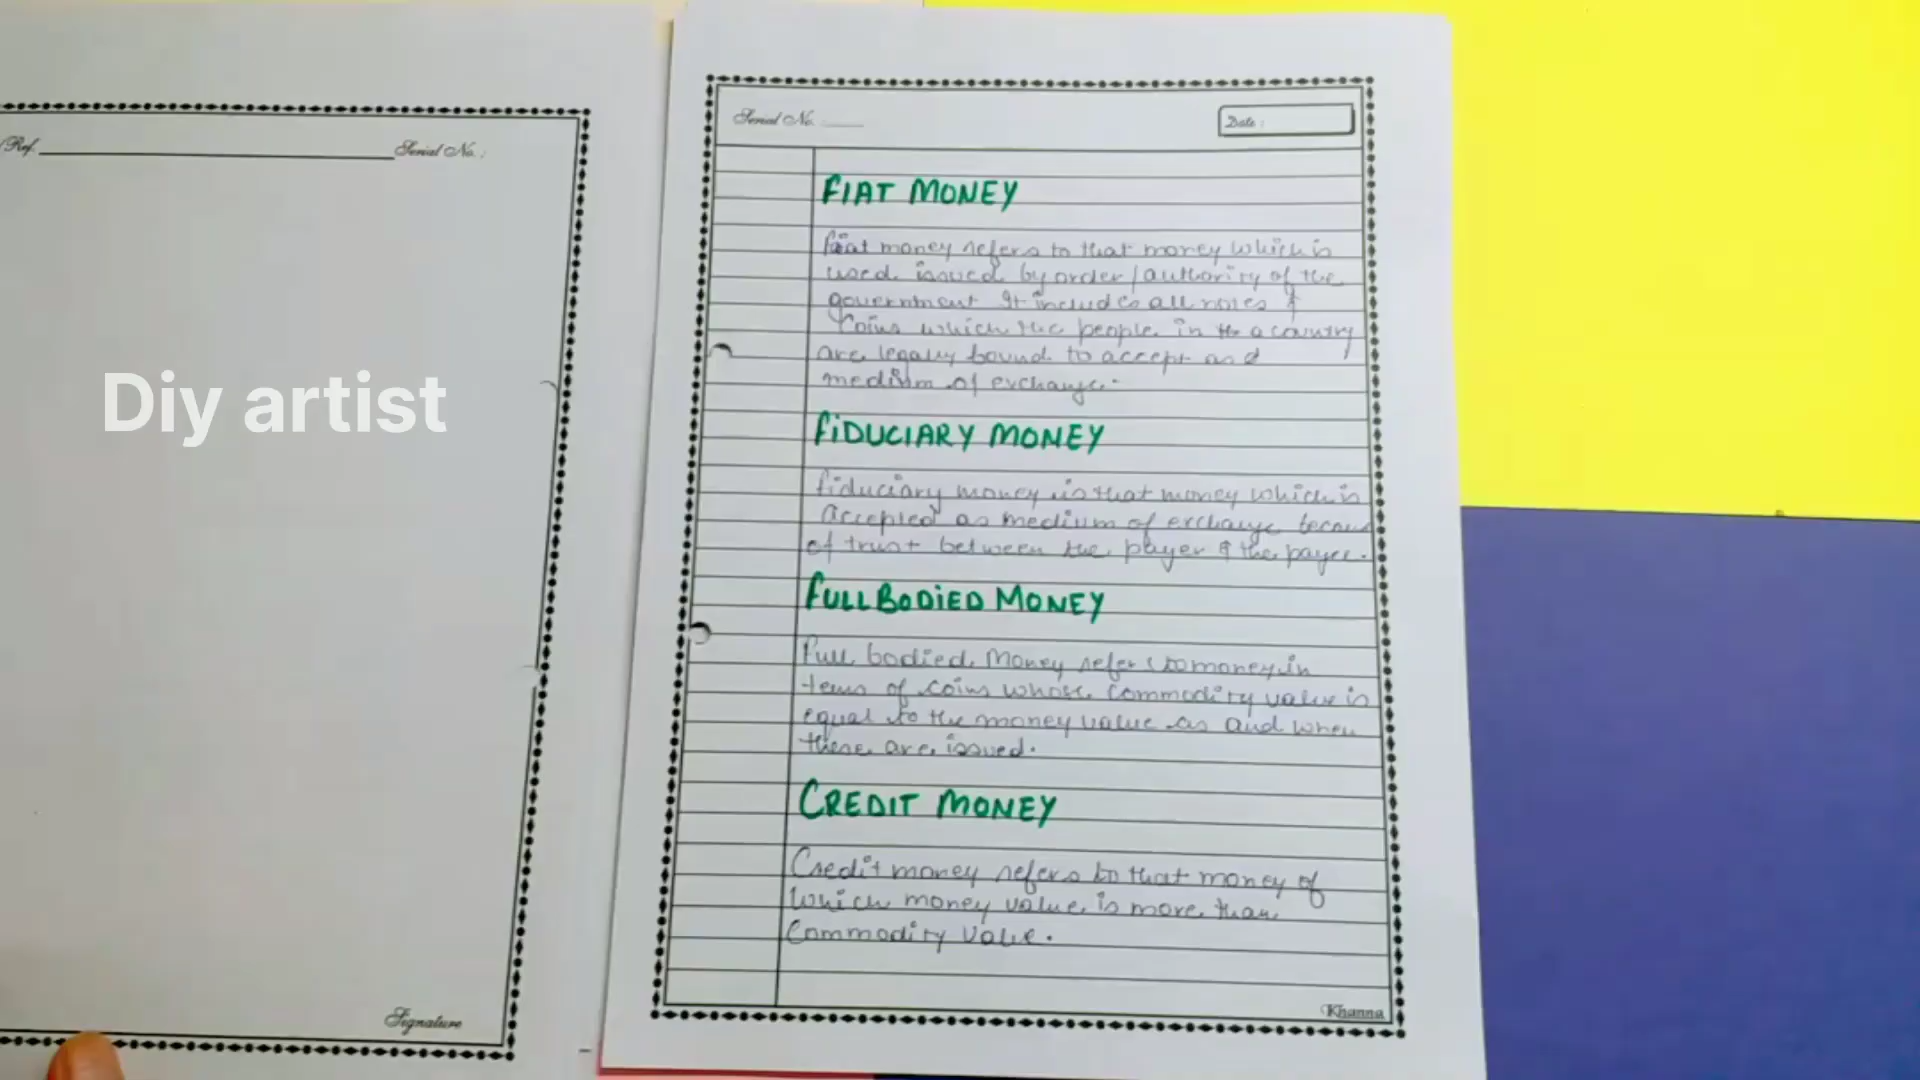 Ref. Serial No. :
Diy artist
Signature
Serial No.
Date :
FIAT MONEY
fiat money refers to that money which is
used issued by order/authority of the
government It includes all notes &
Coins which the people in a country
are legally bound to accept as
medium of exchange.
FIDUCIARY MONEY
fiduciary money is that money which is
accepted as medium of exchange becaus
of trust between the player & the payee.
FULL BODIED MONEY
Full bodied Money refers to money in
tems of coins whose Commodity value is
equal to the money value as and when
these are issued.
CREDIT MONEY
Credit money refers to that money of
which money value is more than
Commodity value.
Khanna